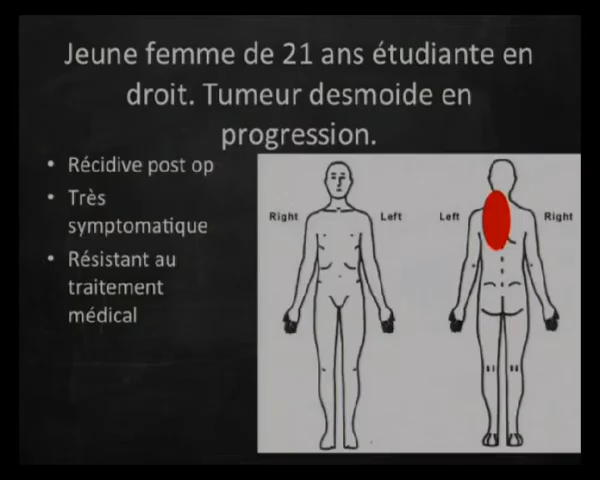 Jeune femme de 21 ans étudiante en
droit. Tumeur desmoide en
progression.
• Récidive post op
• Très
symptomatique
• Résistant au
traitement
médical
Right
Left
Left
Right